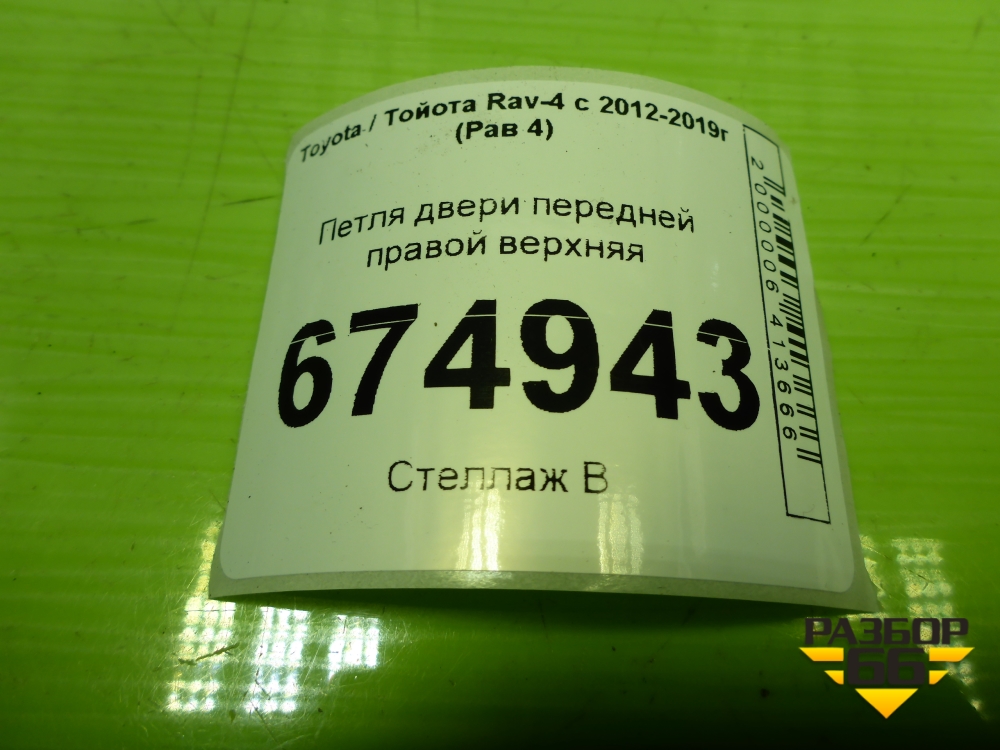 Toyota / Тойота Rav-4 с 2012-2019г
(Рав 4)
Петля двери передней
правой верхняя
674943
Стеллаж В
2000006413666
РАЗБОР
66